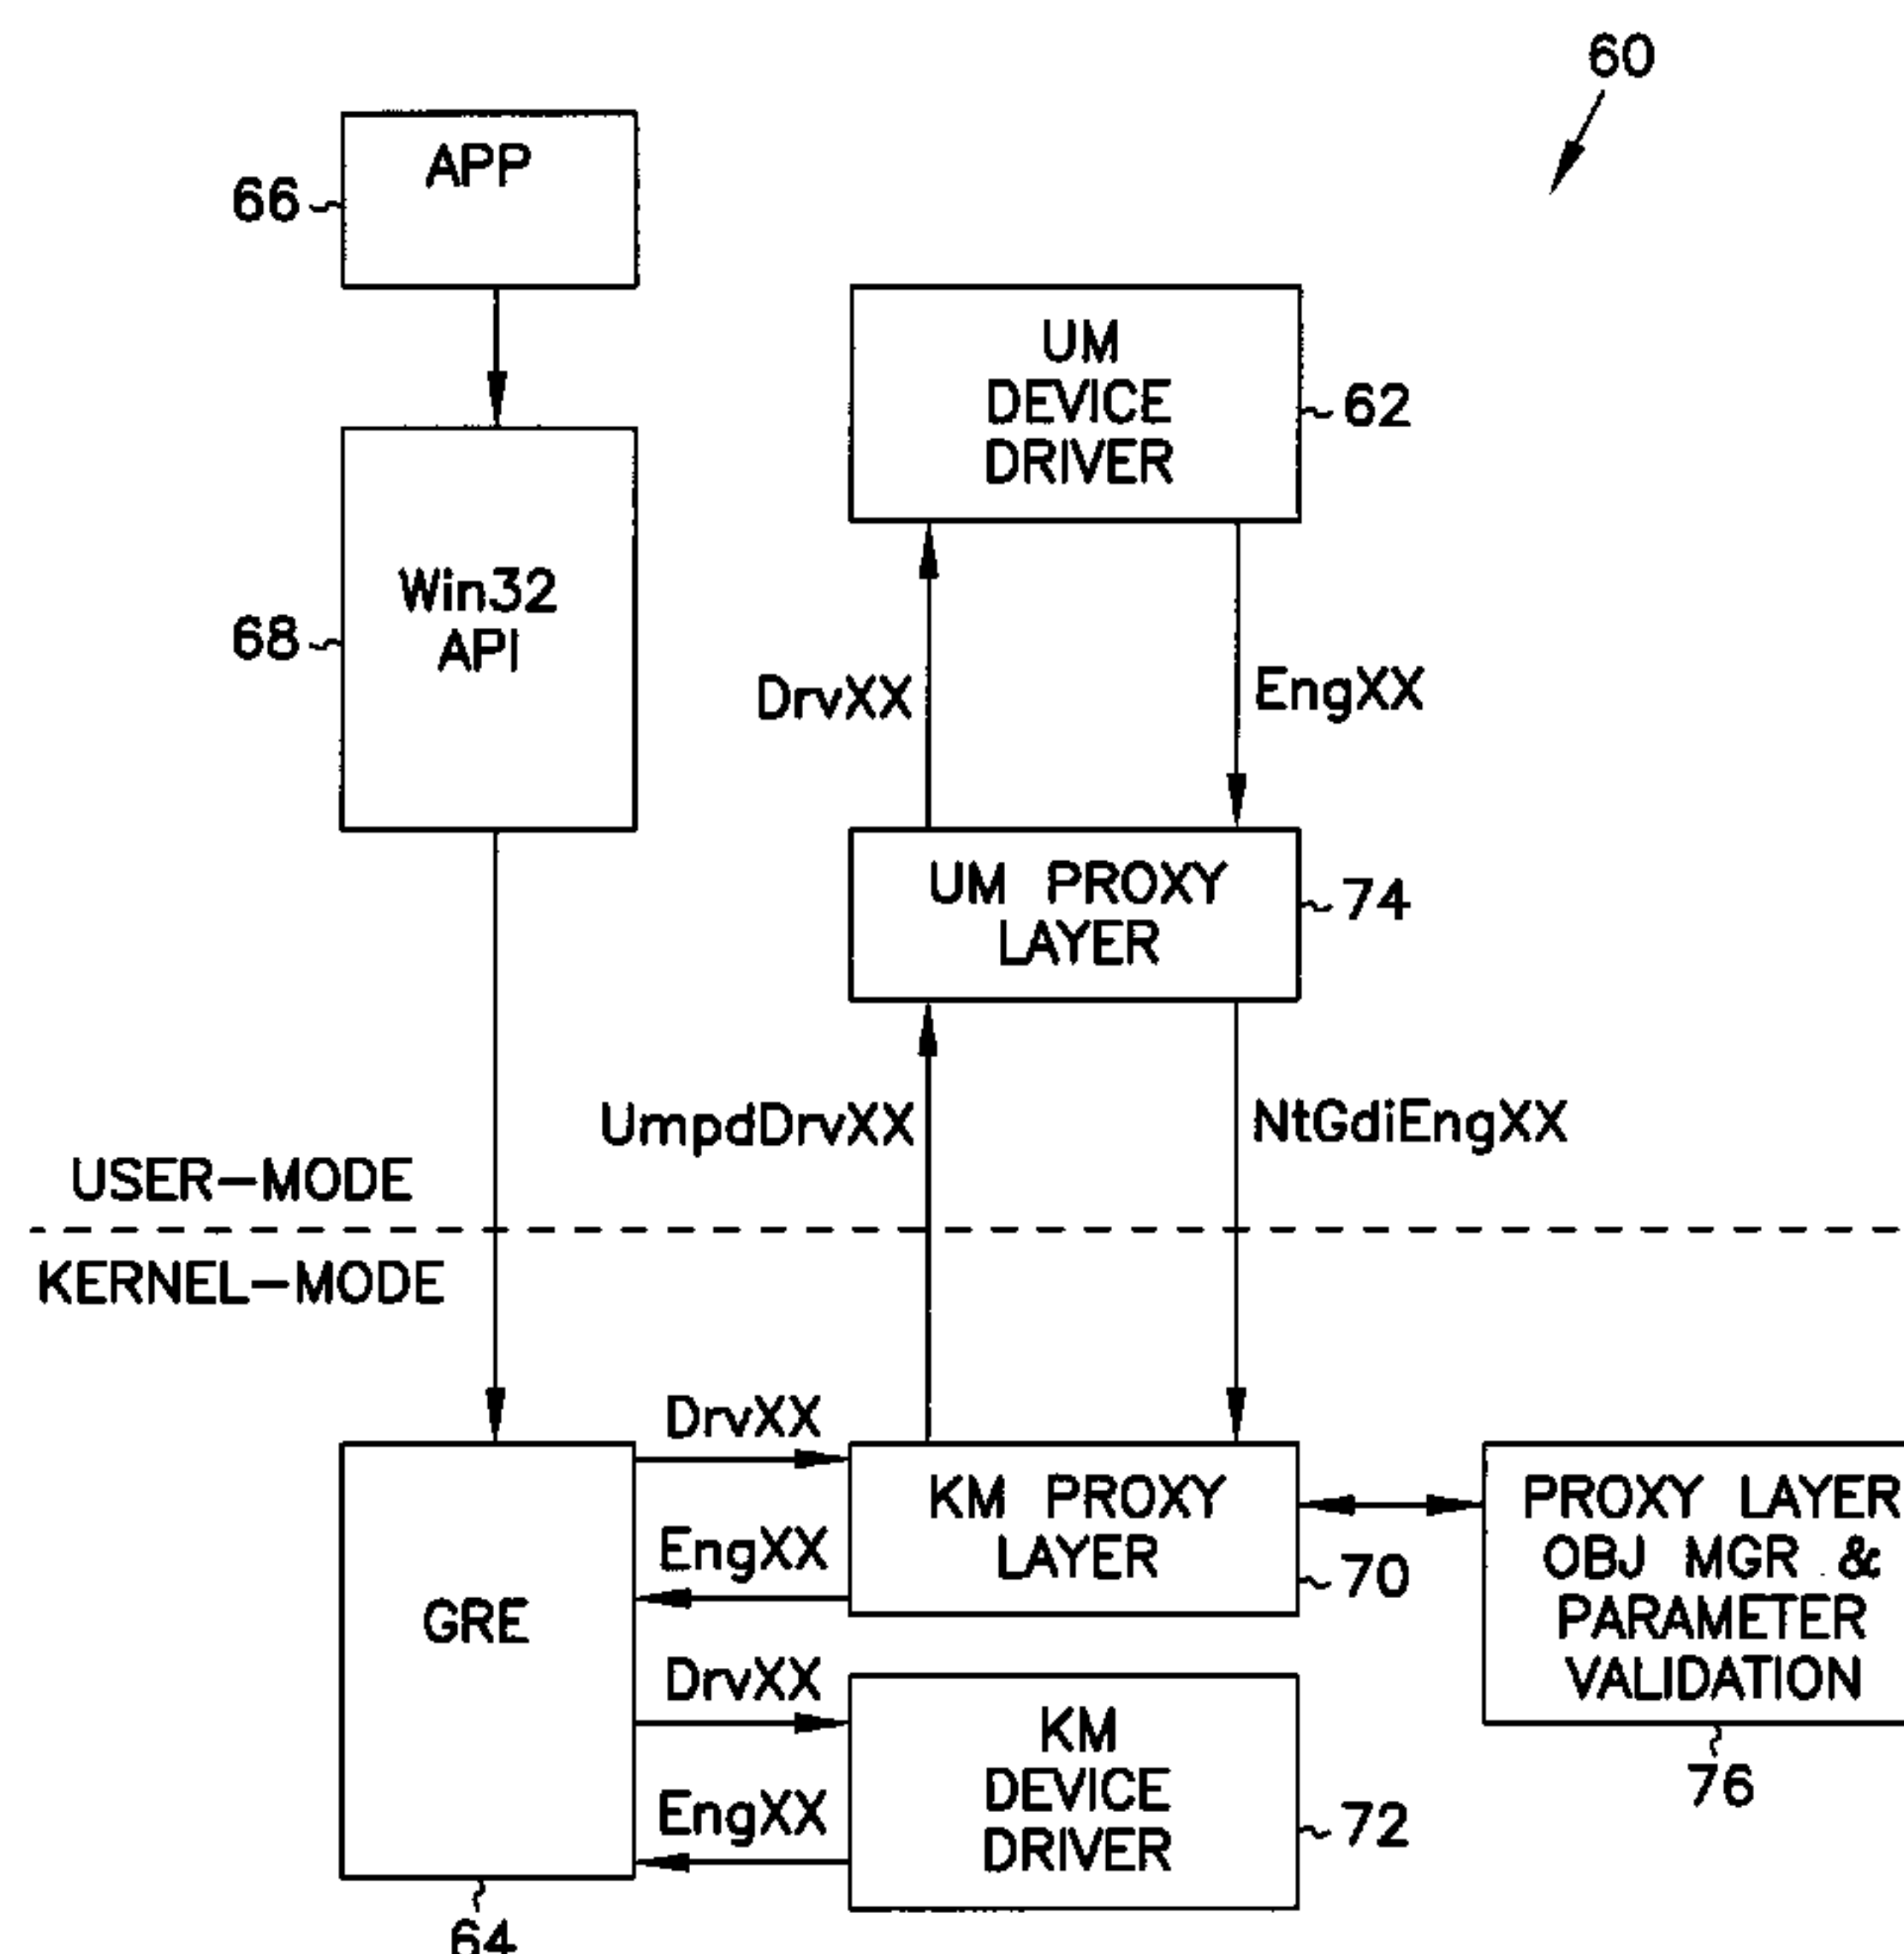 60
APP
66
UM
DEVICE
DRIVER
62
Win32
API
68
DrvXX
EngXX
UM PROXY
LAYER
74
UmpdDrvXX
NtGdiEngXX
USER-MODE
KERNEL-MODE
DrvXX
KM PROXY
LAYER
PROXY LAYER
OBJ MGR &
PARAMETER
VALIDATION
EngXX
70
GRE
DrvXX
KM
DEVICE
DRIVER
76
EngXX
72
64